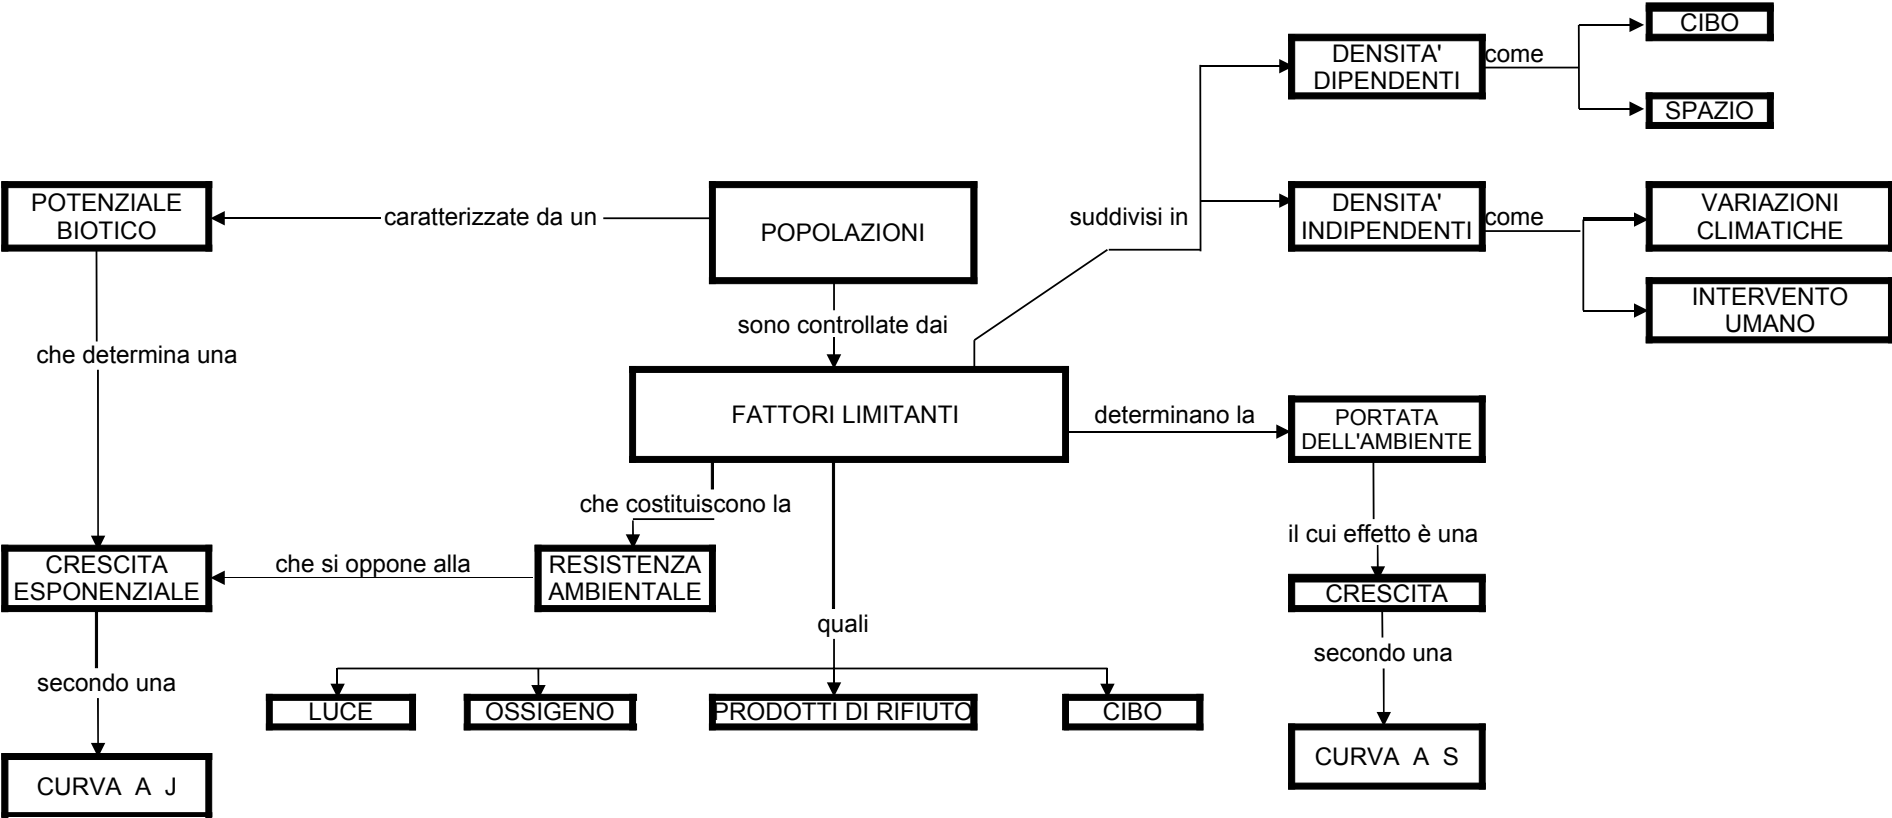 CIBO
DENSITA'
DIPENDENTI
come
SPAZIO
POTENZIALE
BIOTICO
caratterizzate da un
POPOLAZIONI
suddivisi in
DENSITA'
INDIPENDENTI
come
VARIAZIONI
CLIMATICHE
INTERVENTO
UMANO
sono controllate dai
che determina una
FATTORI LIMITANTI
determinano la
PORTATA
DELL'AMBIENTE
che costituiscono la
il cui effetto è una
CRESCITA
ESPONENZIALE
che si oppone alla
RESISTENZA
AMBIENTALE
CRESCITA
quali
secondo una
secondo una
LUCE
OSSIGENO
PRODOTTI DI RIFIUTO
CIBO
CURVA A S
CURVA A J